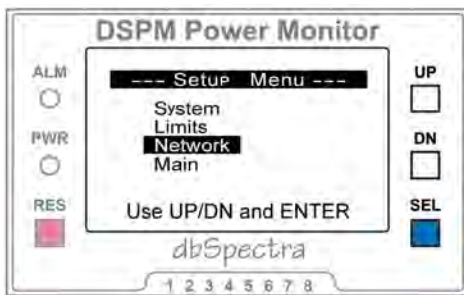 DSPM Power Monitor
ALM
PWR
RES
--- Setup Menu ---
System
Limits
Network
Main
Use UP/DN and ENTER
UP
DN
SEL
dbSpectra
1 2 3 4 5 6 7 8